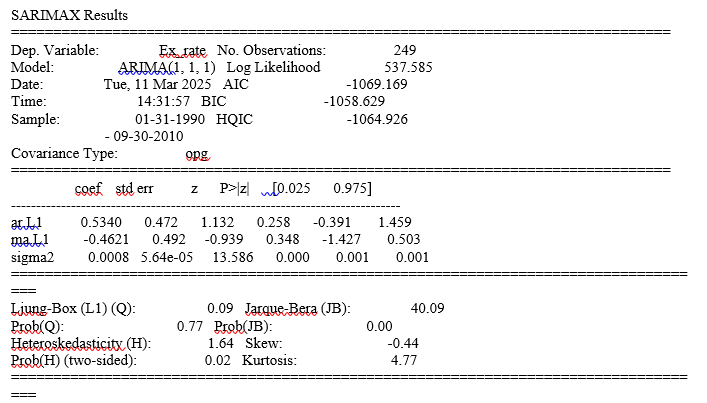 SARIMAX Results
==============================================================================
Dep. Variable: Ex_rate No. Observations: 249
Model: ARIMA(1, 1, 1) Log Likelihood 537.585
Date: Tue, 11 Mar 2025 AIC -1069.169
Time: 14:31:57 BIC -1058.629
Sample: 01-31-1990 HQIC -1064.926
- 09-30-2010
Covariance Type: opg
==============================================================================
coef std err z P>|z| [0.025 0.975]
------------------------------------------------------------------------------
ar.L1 0.5340 0.472 1.132 0.258 -0.391 1.459
ma.L1 -0.4621 0.492 -0.939 0.348 -1.427 0.503
sigma2 0.0008 5.64e-05 13.586 0.000 0.001 0.001
================================================================================
===
Ljung-Box (L1) (Q): 0.09 Jarque-Bera (JB): 40.09
Prob(Q): 0.77 Prob(JB): 0.00
Heteroskedasticity (H): 1.64 Skew: -0.44
Prob(H) (two-sided): 0.02 Kurtosis: 4.77
================================================================================
===